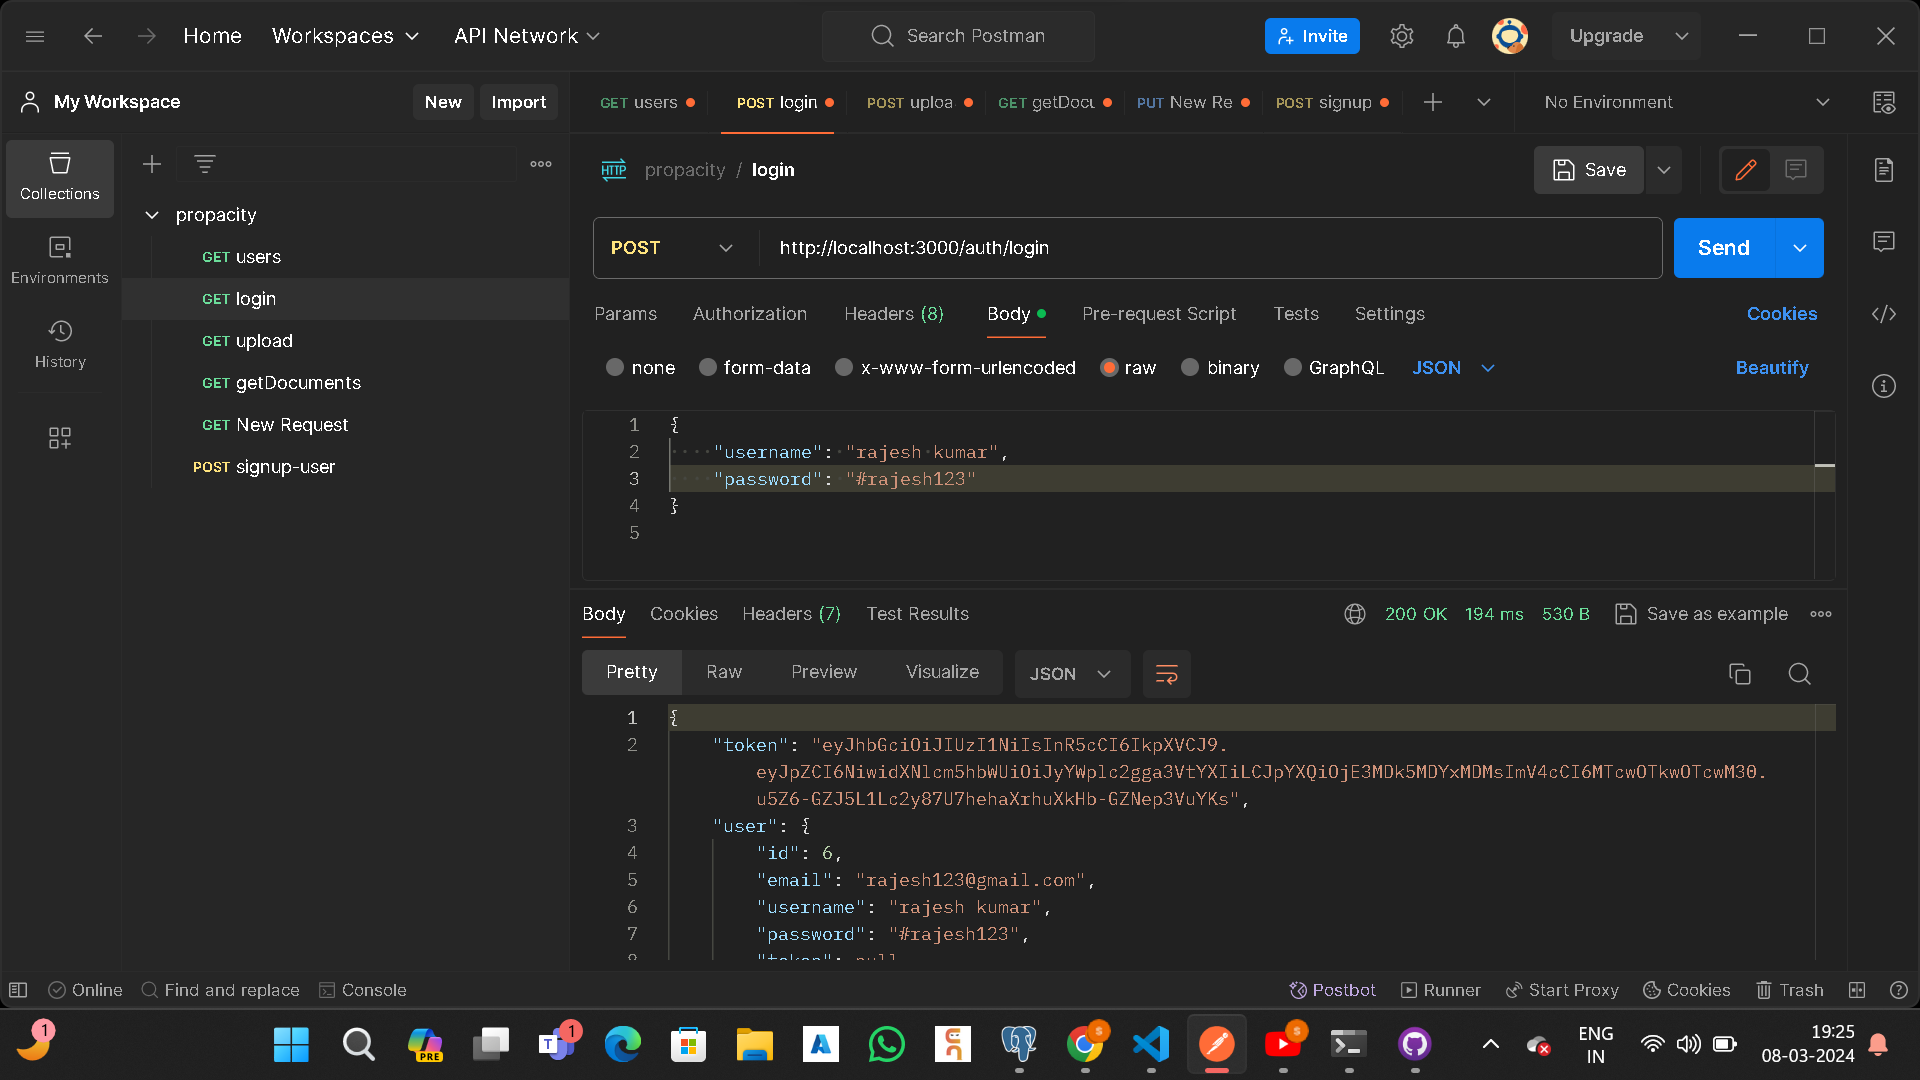 Home Workspaces API Network Search Postman Invite Upgrade
My Workspace New Import GET users POST login POST uploa GET getDocu PUT New Re POST signup No Environment
HTTP propacity / login Save
Collections
propacity
GET users
POST http://localhost:3000/auth/login Send
Environments
GET login
Params Authorization Headers (8) Body Pre-request Script Tests Settings Cookies
GET upload
History
none form-data x-www-form-urlencoded raw binary GraphQL JSON Beautify
GET getDocuments
GET New Request
POST signup-user
1 {
2 "username": "rajesh kumar",
3 "password": "#rajesh123"
4 }
5
Body Cookies Headers (7) Test Results 200 OK 194 ms 530 B Save as example
Pretty Raw Preview Visualize JSON
1 {
2 "token": "eyJhbGciOiJIUzI1NiIsInR5cCI6IkpXVCJ9.
eyJpZCI6NiwidXNlcm5hbWUiOiJyYWplc2gga3VtYXIiLCJpYXQiOjE3MDk5MDYxMDMsImV4cCI6MTcwOTkwOTcwM30.
u5Z6-GZJ5L1Lc2y87U7hehaXrhuXkHb-GZNep3VuYKs",
3 "user": {
4 "id": 6,
5 "email": "rajesh123@gmail.com",
6 "username": "rajesh kumar",
7 "password": "#rajesh123",
8 "token": null
Online Find and replace Console Postbot Runner Start Proxy Cookies Trash
1 PRE 1 T S S ENG 19:25
IN 08-03-2024